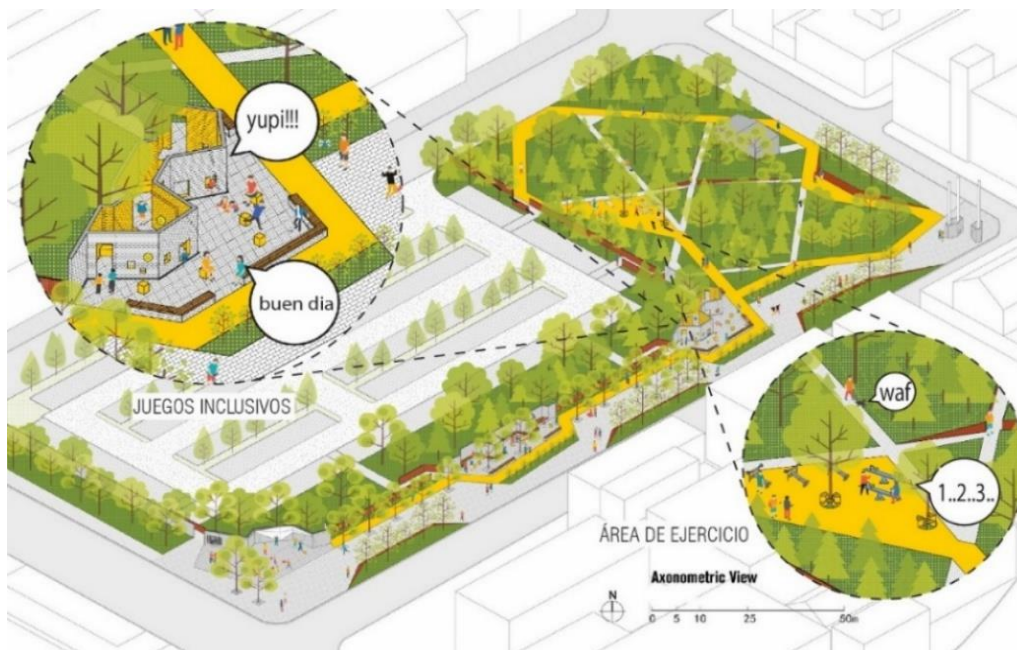 yupi!!!
buen dia
JUEGOS INCLUSIVOS
waf
1..2..3..
ÁREA DE EJERCICIO
Axonometric View
N
0 5 10 25 50m